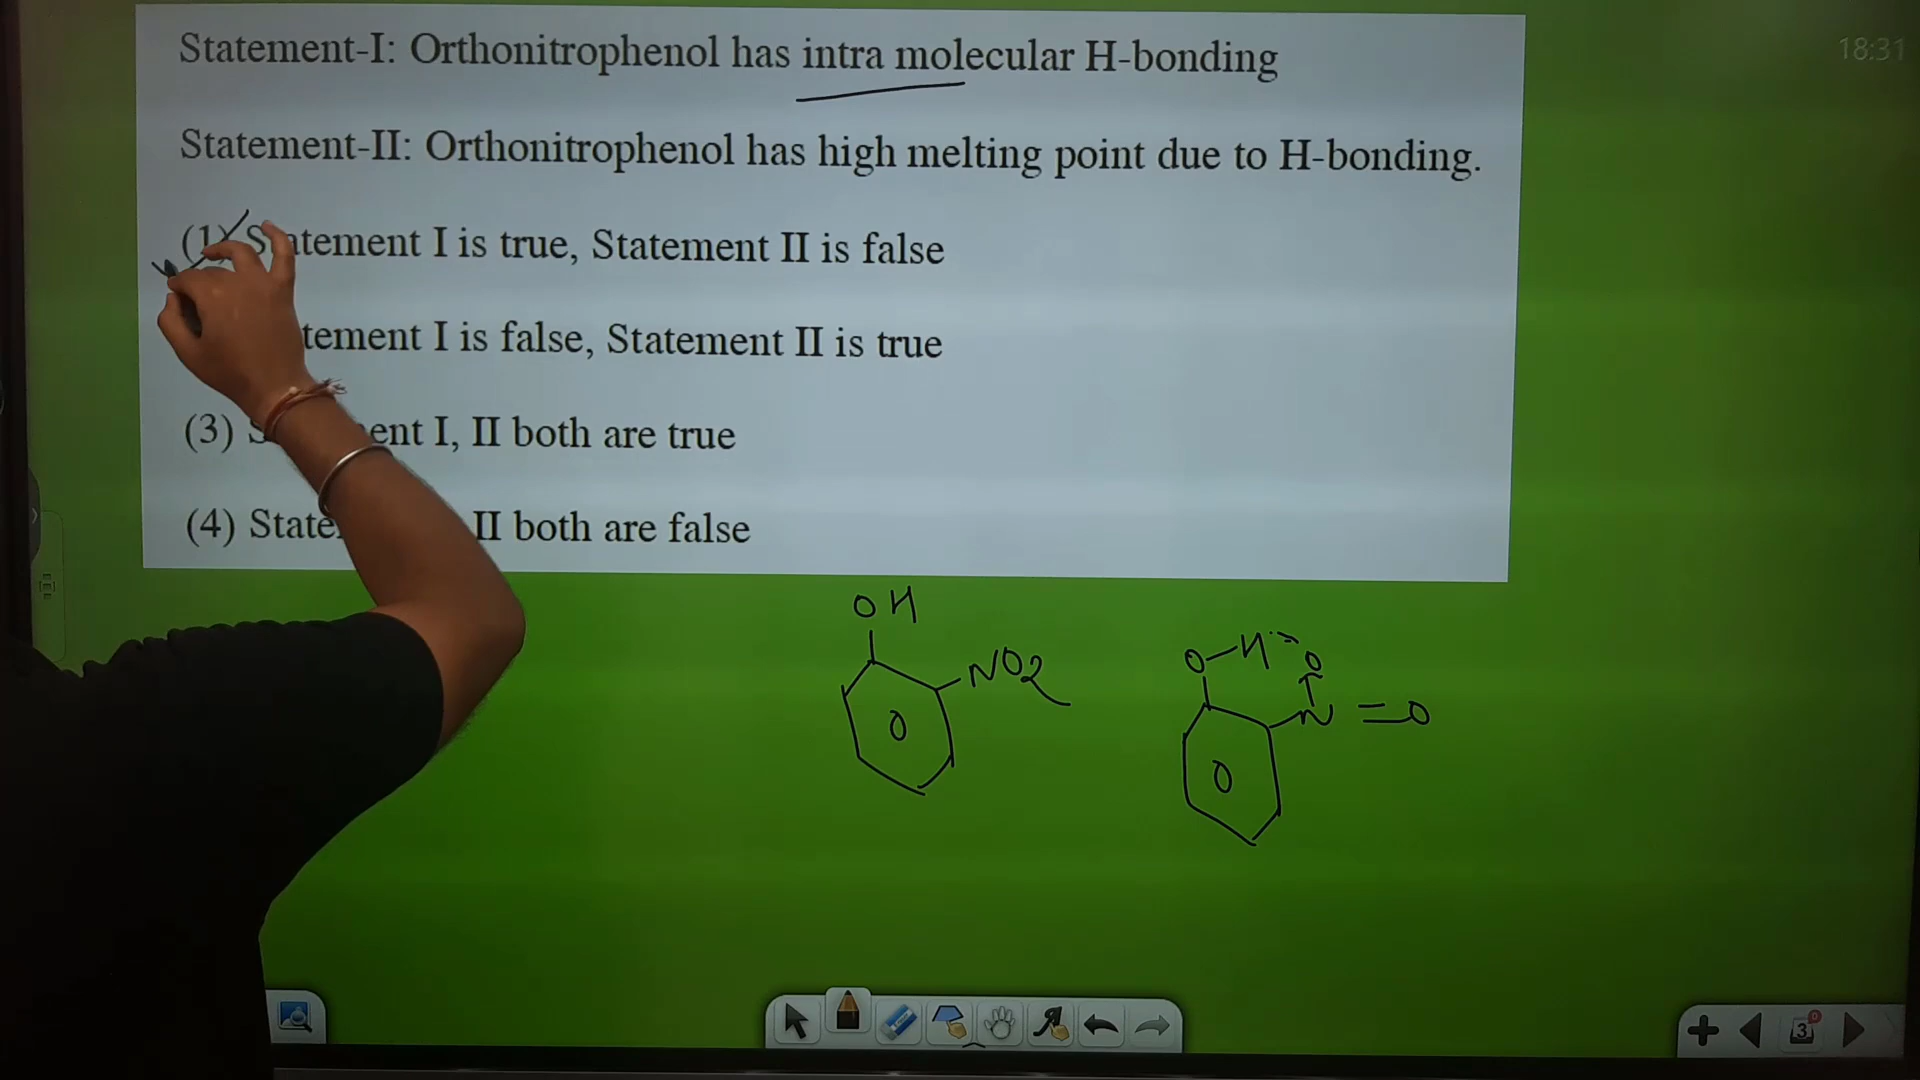 18:31
Statement-I: Orthonitrophenol has intra molecular H-bonding
Statement-II: Orthonitrophenol has high melting point due to H-bonding.
(1) Statement I is true, Statement II is false
tement I is false, Statement II is true
(3) S ent I, II both are true
(4) State II both are false
OH
NO2
O-H O
N=O
3